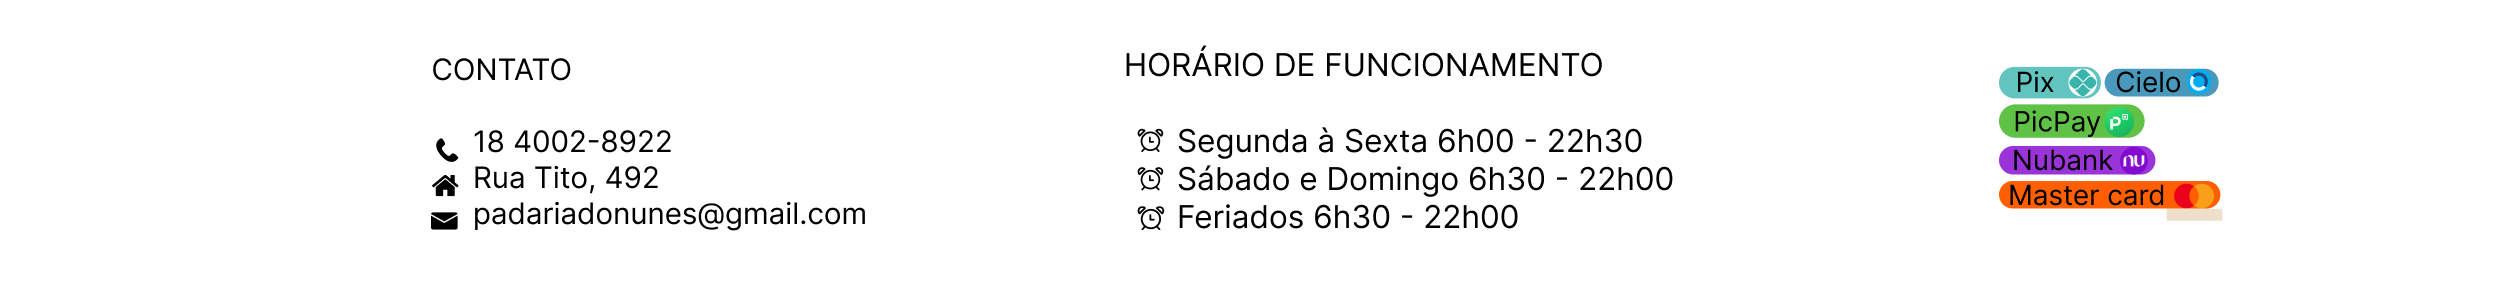 CONTATO
18 4002-8922
Rua Tito, 492
padariadonunes@gmail.com
HORÁRIO DE FUNCIONAMENTO
Segunda à Sexta 6h00 - 22h30
Sábado e Domingo 6h30 - 22h00
Feriados 6h30 - 22h00
Pix Cielo
PicPay
Nubank nu
Master card